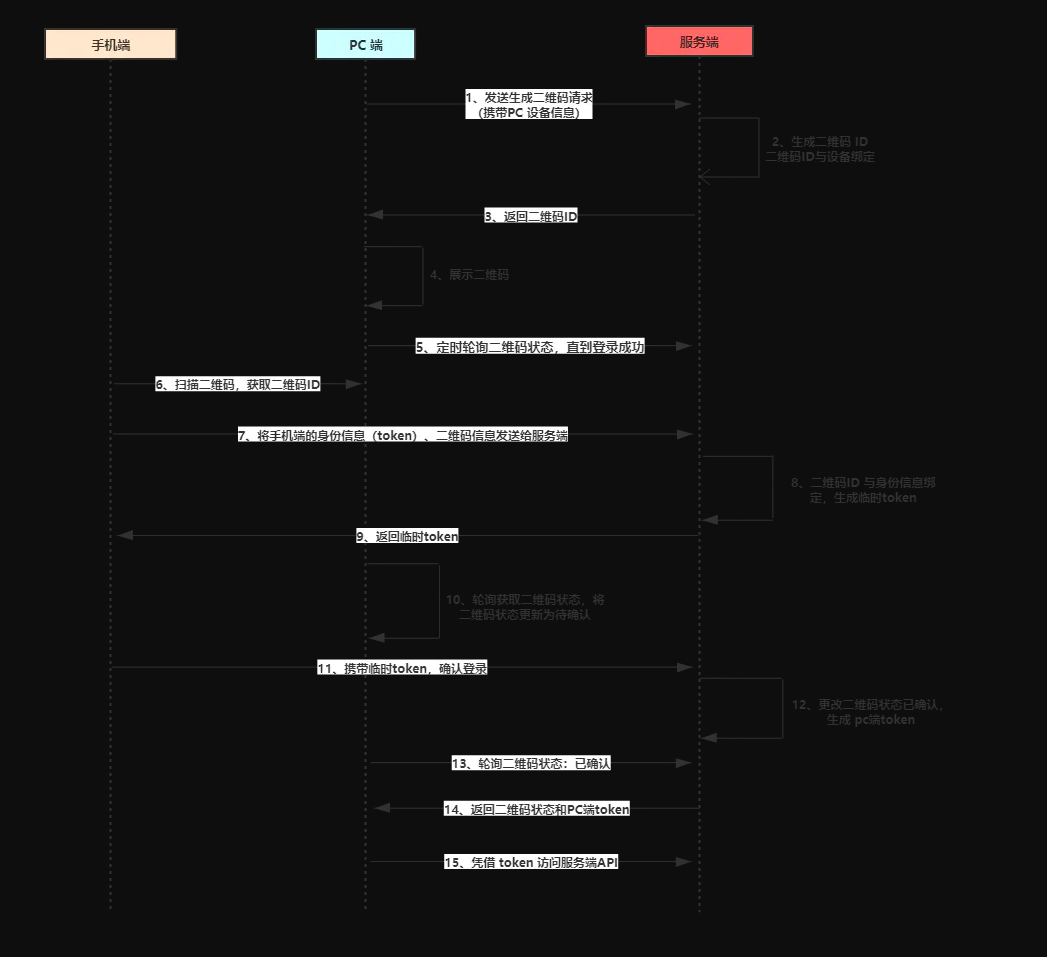 手机端
PC 端
服务端
1、发送生成二维码请求
（携带PC 设备信息）
2、生成二维码 ID
二维码ID与设备绑定
3、返回二维码ID
4、展示二维码
5、定时轮询二维码状态，直到登录成功
6、扫描二维码，获取二维码ID
7、将手机端的身份信息（token）、二维码信息发送给服务端
8、二维码ID 与身份信息绑
定，生成临时token
9、返回临时token
10、轮询获取二维码状态，将
二维码状态更新为待确认
11、携带临时token，确认登录
12、更改二维码状态已确认，
生成 pc端token
13、轮询二维码状态：已确认
14、返回二维码状态和PC端token
15、凭借 token 访问服务端API